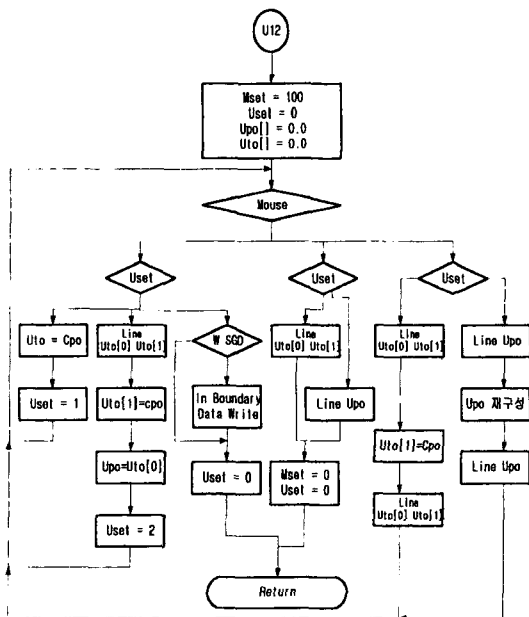 U12
Mset = 100
Uset = 0
Upo[] = 0.0
Uto[] = 0.0
Mouse
Uset
Uset
Uset
Uto = Cpo
Line
Uto[0] Uto[1]
W SGD
Line
Uto[0] Uto[1]
Line
Uto[0] Uto[1]
Line Upo
Uset = 1
Uto[1]=cpo
In Boundary
Data Write
Line Upo
Upo 재구성
Uto[1]=Cpo
Upo=Uto[0]
Uset = 0
Mset = 0
Uset = 0
Line Upo
Line
Uto[0] Uto[1]
Uset = 2
Return